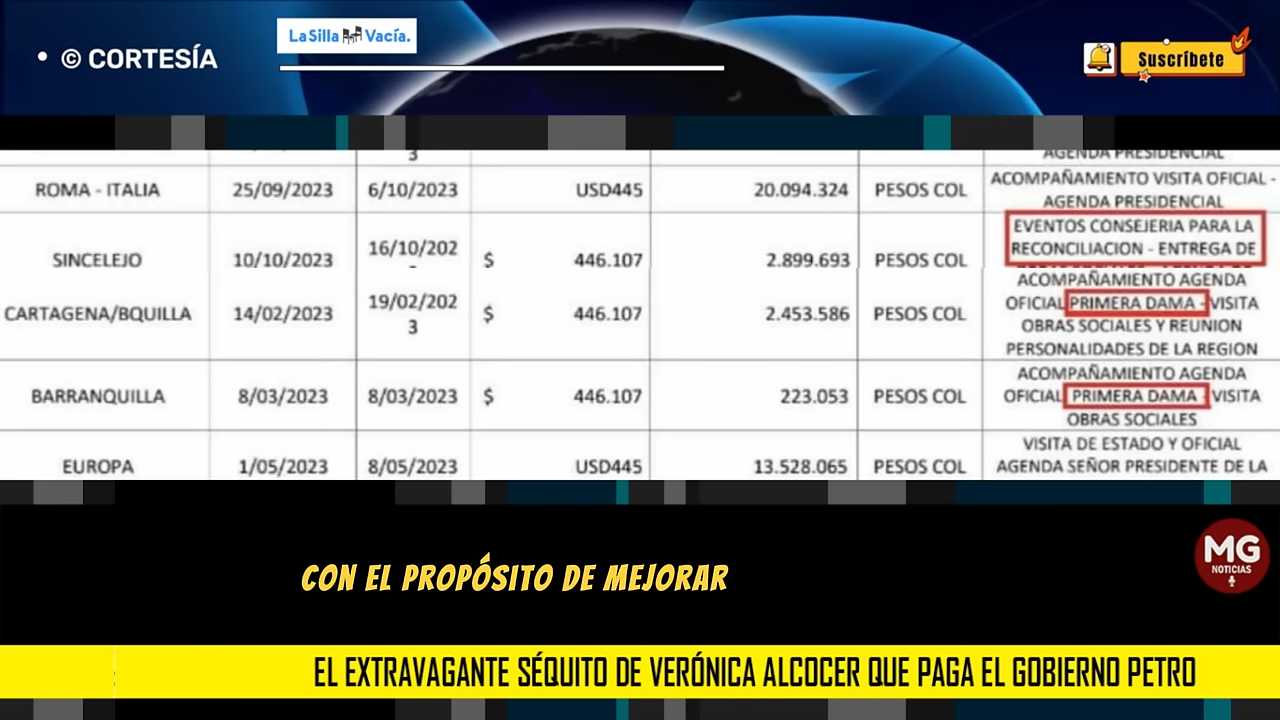 © CORTESÍA
La Silla Vacía.
Suscríbete
3
AGENDA PRESIDENCIAL
ROMA - ITALIA 25/09/2023 6/10/2023 USD445 20.094.324 PESOS COL ACOMPAÑAMIENTO VISITA OFICIAL -
AGENDA PRESIDENCIAL
SINCELEJO 10/10/2023 16/10/202 $ 446.107 2.899.693 PESOS COL EVENTOS CONSEJERIA PARA LA
RECONCILIACION - ENTREGA DE
CARTAGENA/BQUILLA 14/02/2023 19/02/202 $ 446.107 2.453.586 PESOS COL ACOMPAÑAMIENTO AGENDA
3 OFICIAL PRIMERA DAMA - VISITA
OBRAS SOCIALES Y REUNION
PERSONALIDADES DE LA REGION
BARRANQUILLA 8/03/2023 8/03/2023 $ 446.107 223.053 PESOS COL ACOMPAÑAMIENTO AGENDA
OFICIAL PRIMERA DAMA - VISITA
OBRAS SOCIALES
EUROPA 1/05/2023 8/05/2023 USD445 13.528.065 PESOS COL VISITA DE ESTADO Y OFICIAL
AGENDA SEÑOR PRESIDENTE DE LA
CON EL PROPÓSITO DE MEJORAR
MG
NOTICIAS
EL EXTRAVAGANTE SÉQUITO DE VERÓNICA ALCOCER QUE PAGA EL GOBIERNO PETRO